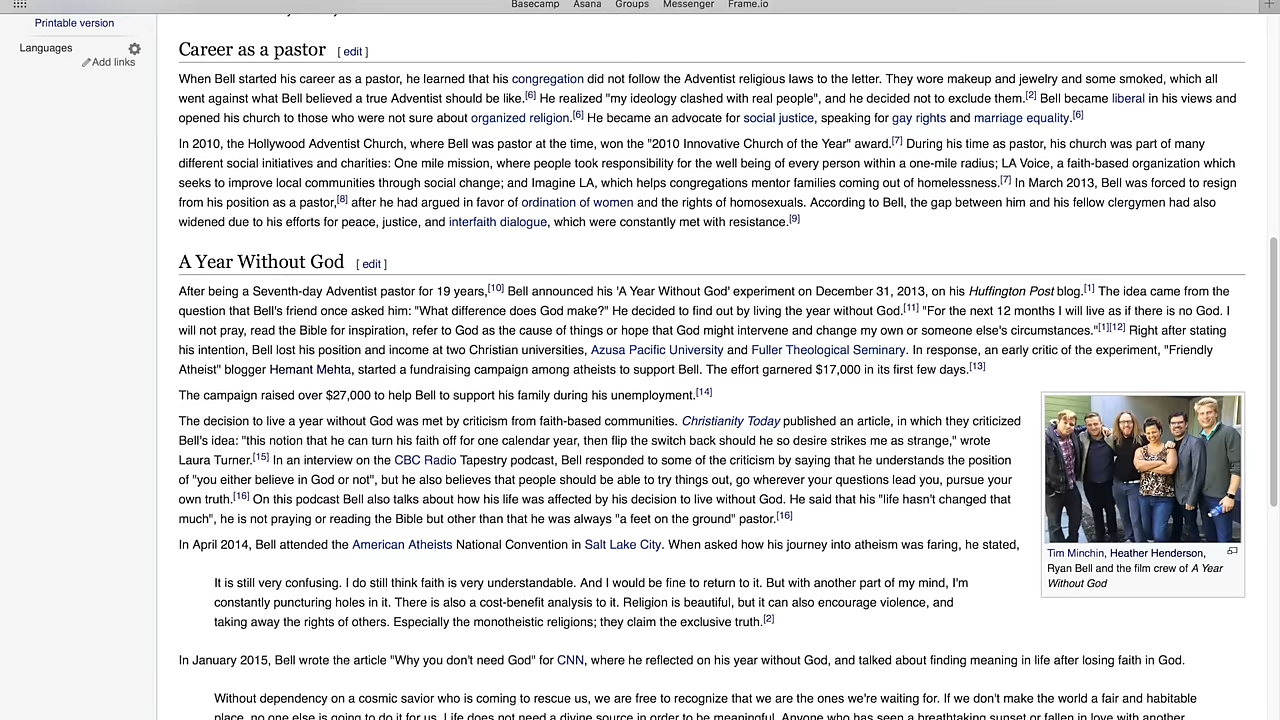 Basecamp Asana Groups Messenger Frame.io
Printable version
Languages
Add links
Career as a pastor [ edit ]
When Bell started his career as a pastor, he learned that his congregation did not follow the Adventist religious laws to the letter. They wore makeup and jewelry and some smoked, which all
went against what Bell believed a true Adventist should be like.[6] He realized "my ideology clashed with real people", and he decided not to exclude them.[2] Bell became liberal in his views and
opened his church to those who were not sure about organized religion.[6] He became an advocate for social justice, speaking for gay rights and marriage equality.[6]
In 2010, the Hollywood Adventist Church, where Bell was pastor at the time, won the "2010 Innovative Church of the Year" award.[7] During his time as pastor, his church was part of many
different social initiatives and charities: One mile mission, where people took responsibility for the well being of every person within a one-mile radius; LA Voice, a faith-based organization which
seeks to improve local communities through social change; and Imagine LA, which helps congregations mentor families coming out of homelessness.[7] In March 2013, Bell was forced to resign
from his position as a pastor,[8] after he had argued in favor of ordination of women and the rights of homosexuals. According to Bell, the gap between him and his fellow clergymen had also
widened due to his efforts for peace, justice, and interfaith dialogue, which were constantly met with resistance.[9]
A Year Without God [ edit ]
After being a Seventh-day Adventist pastor for 19 years,[10] Bell announced his 'A Year Without God' experiment on December 31, 2013, on his Huffington Post blog.[1] The idea came from the
question that Bell's friend once asked him: "What difference does God make?" He decided to find out by living the year without God.[11] "For the next 12 months I will live as if there is no God. I
will not pray, read the Bible for inspiration, refer to God as the cause of things or hope that God might intervene and change my own or someone else's circumstances."[1][12] Right after stating
his intention, Bell lost his position and income at two Christian universities, Azusa Pacific University and Fuller Theological Seminary. In response, an early critic of the experiment, "Friendly
Atheist" blogger Hemant Mehta, started a fundraising campaign among atheists to support Bell. The effort garnered $17,000 in its first few days.[13]
The campaign raised over $27,000 to help Bell to support his family during his unemployment.[14]
The decision to live a year without God was met by criticism from faith-based communities. Christianity Today published an article, in which they criticized
Bell's idea: "this notion that he can turn his faith off for one calendar year, then flip the switch back should he so desire strikes me as strange," wrote
Laura Turner.[15] In an interview on the CBC Radio Tapestry podcast, Bell responded to some of the criticism by saying that he understands the position
of "you either believe in God or not", but he also believes that people should be able to try things out, go wherever your questions lead you, pursue your
own truth.[16] On this podcast Bell also talks about how his life was affected by his decision to live without God. He said that his "life hasn't changed that
much", he is not praying or reading the Bible but other than that he was always "a feet on the ground" pastor.[16]
In April 2014, Bell attended the American Atheists National Convention in Salt Lake City. When asked how his journey into atheism was faring, he stated,
Tim Minchin, Heather Henderson,
Ryan Bell and the film crew of A Year
Without God
It is still very confusing. I do still think faith is very understandable. And I would be fine to return to it. But with another part of my mind, I'm
constantly puncturing holes in it. There is also a cost-benefit analysis to it. Religion is beautiful, but it can also encourage violence, and
taking away the rights of others. Especially the monotheistic religions; they claim the exclusive truth.[2]
In January 2015, Bell wrote the article "Why you don't need God" for CNN, where he reflected on his year without God, and talked about finding meaning in life after losing faith in God.
Without dependency on a cosmic savior who is coming to rescue us, we are free to recognize that we are the ones we're waiting for. If we don't make the world a fair and habitable
place, no one else is going to do it for us. Life does not need a divine source in order to be meaningful. Anyone who has seen a breathtaking sunset or fallen in love with another